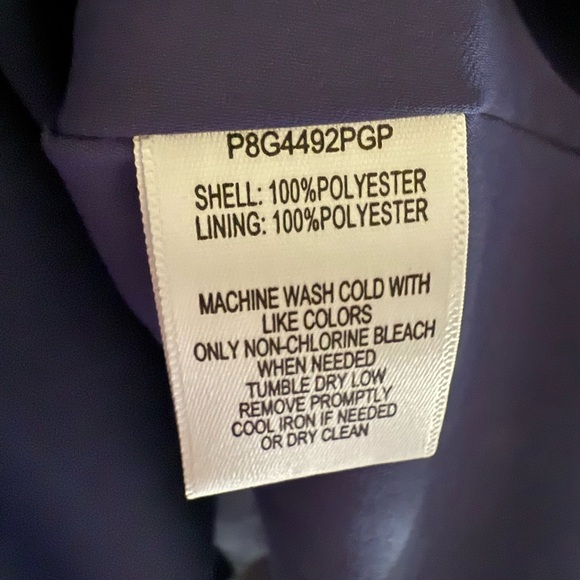 P8G4492PGP
SHELL: 100%POLYESTER
LINING: 100%POLYESTER
MACHINE WASH COLD WITH
LIKE COLORS
ONLY NON-CHLORINE BLEACH
WHEN NEEDED
TUMBLE DRY LOW
REMOVE PROMPTLY
COOL IRON IF NEEDED
OR DRY CLEAN